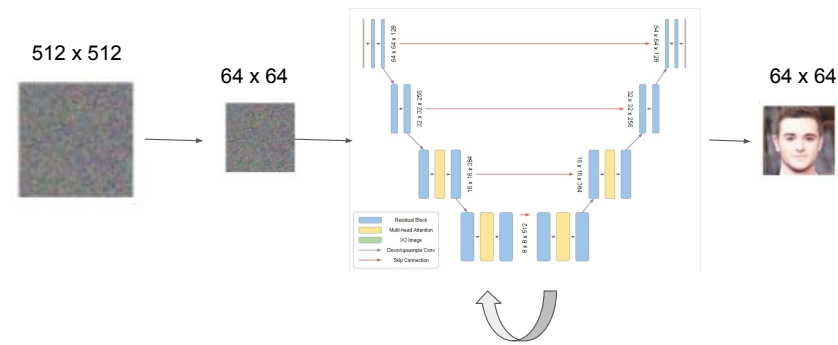 512 x 512
64 x 64
64 x 64 x 128
64 x 64 x 128
64 x 64
32 x 32 x 256
32 x 32 x 256
16 x 16 x 384
16 x 16 x 384
8 x 8 x 512
Residual Block
Multi-head Attention
I/O Image
Down/upsample Conv
Skip Connection